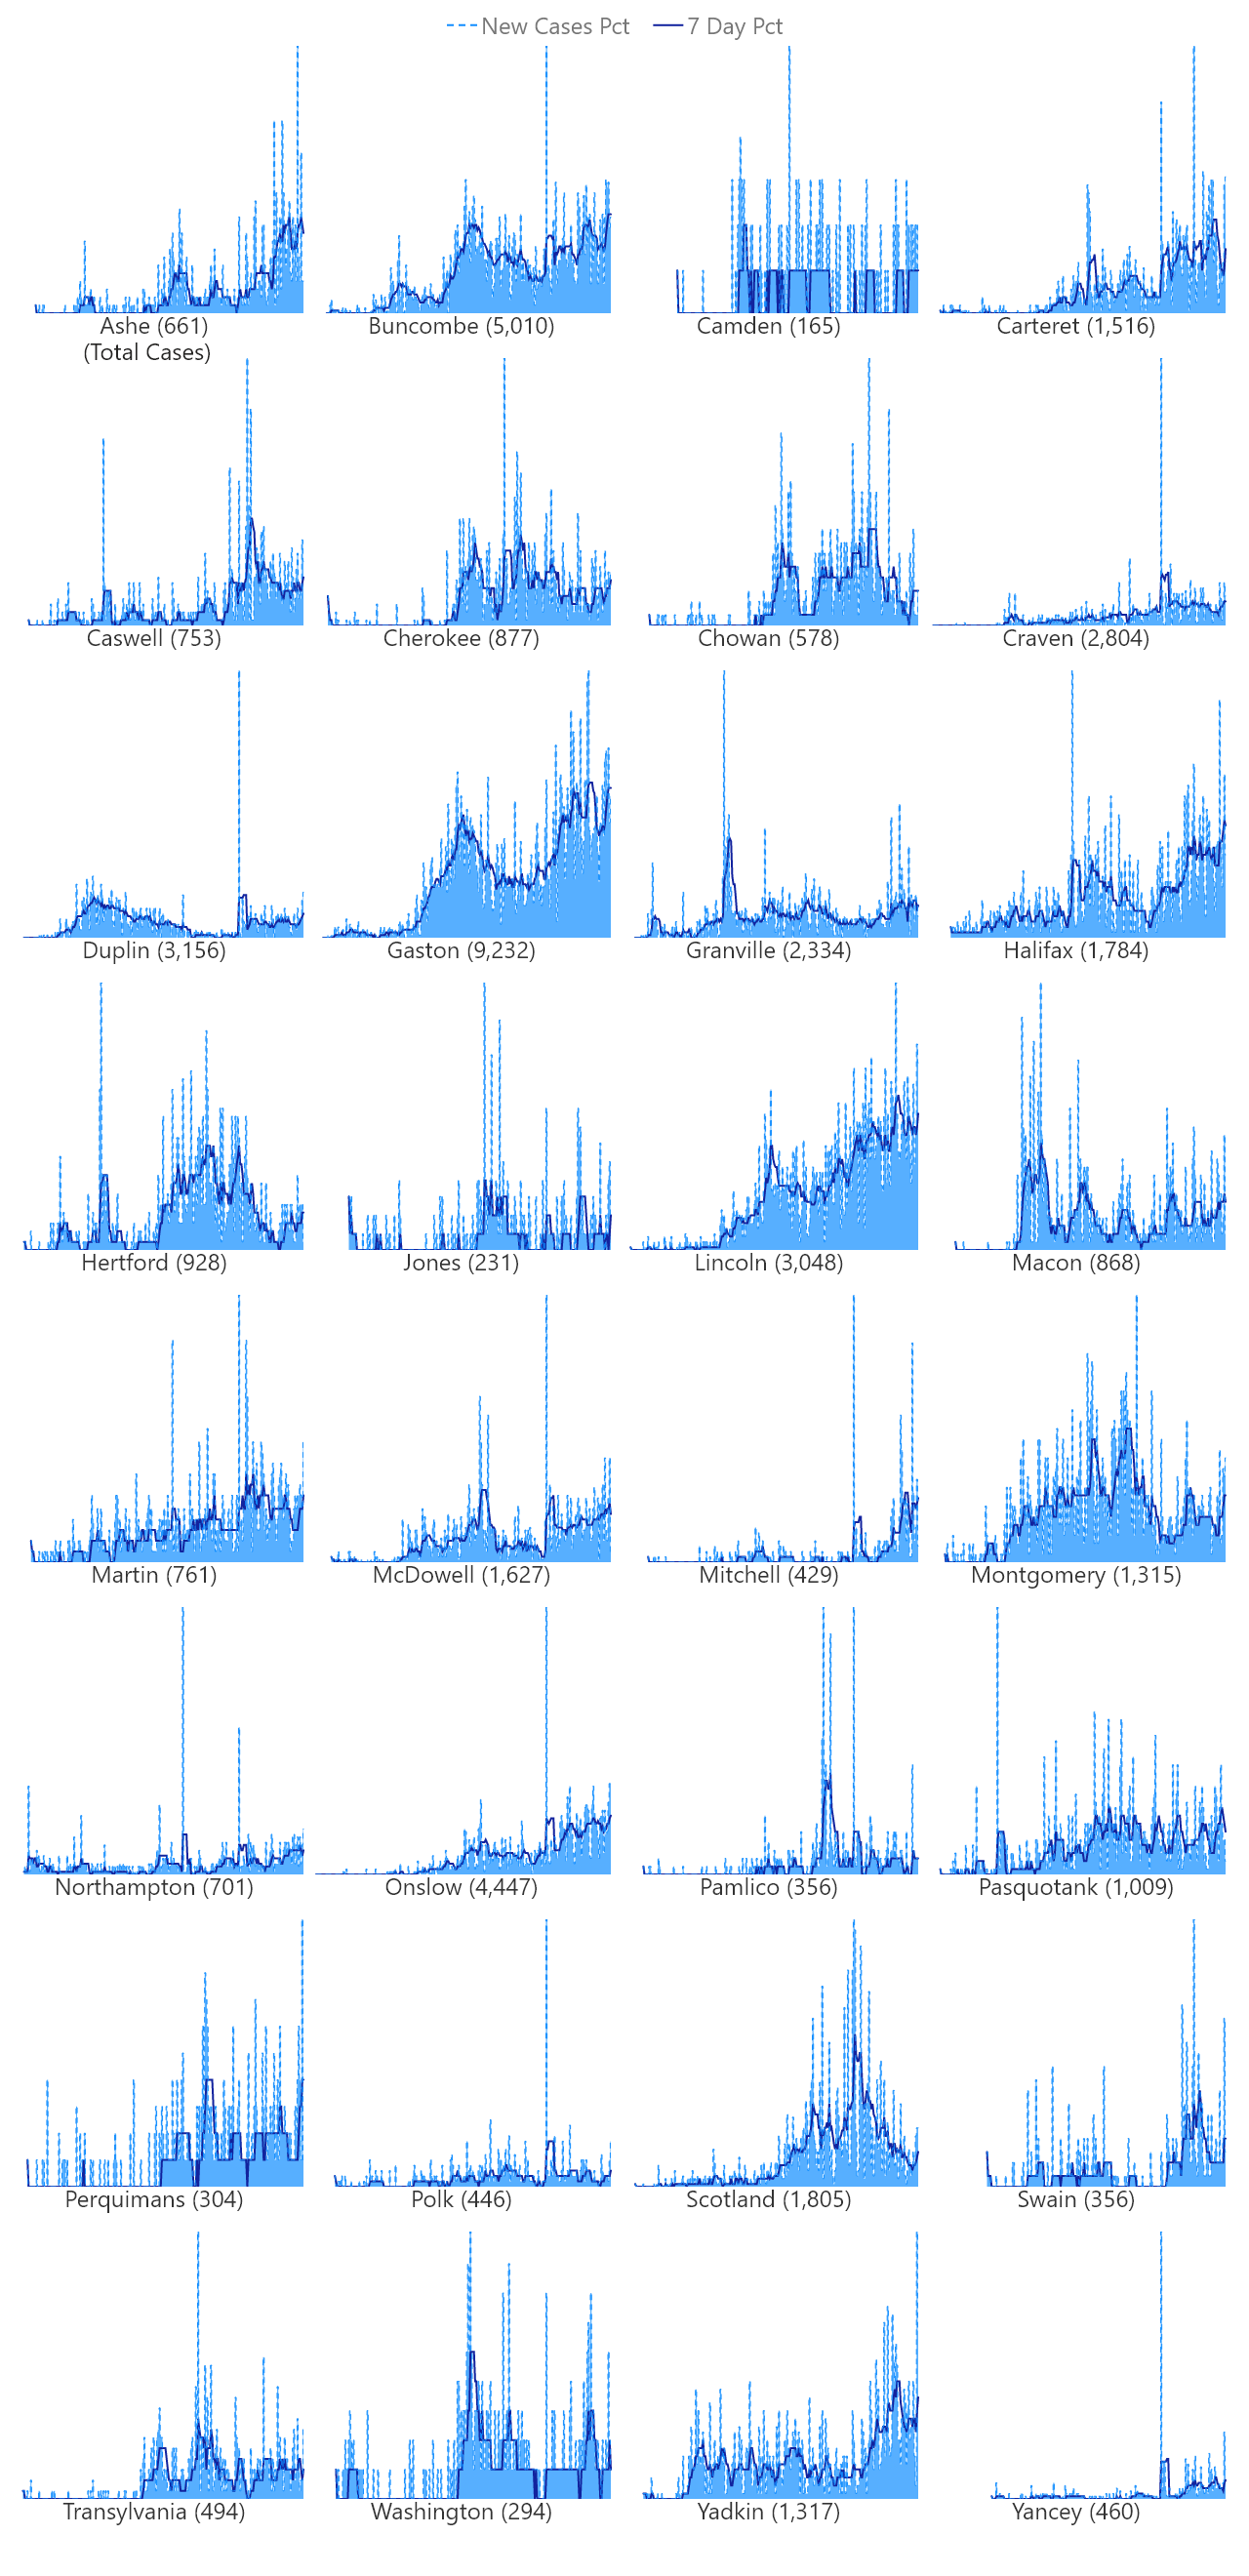 New Cases Pct 7 Day Pct
Ashe (661) Buncombe (5,010) Camden (165) Carteret (1,516)
(Total Cases)
Caswell (753) Cherokee (877) Chowan (578) Craven (2,804)
Duplin (3,156) Gaston (9,232) Granville (2,334) Halifax (1,784)
Hertford (928) Jones (231) Lincoln (3,048) Macon (868)
Martin (761) McDowell (1,627) Mitchell (429) Montgomery (1,315)
Northampton (701) Onslow (4,447) Pamlico (356) Pasquotank (1,009)
Perquimans (304) Polk (446) Scotland (1,805) Swain (356)
Transylvania (494) Washington (294) Yadkin (1,317) Yancey (460)